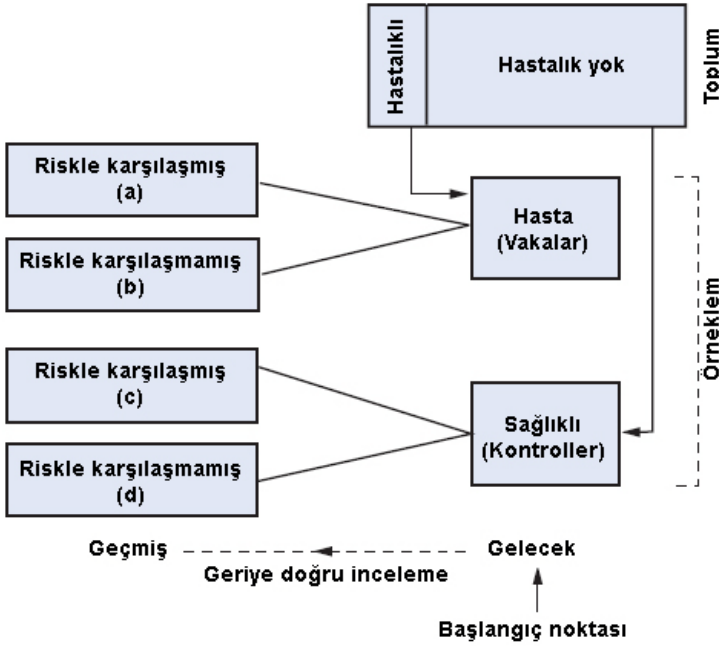 Hastalıklı
Hastalık yok
Toplum
Riskle karşılaşmış
(a)
Riskle karşılaşmamış
(b)
Hasta
(Vakalar)
Örneklem
Riskle karşılaşmış
(c)
Riskle karşılaşmamış
(d)
Sağlıklı
(Kontroller)
Geçmiş
Gelecek
Geriye doğru inceleme
Başlangıç noktası